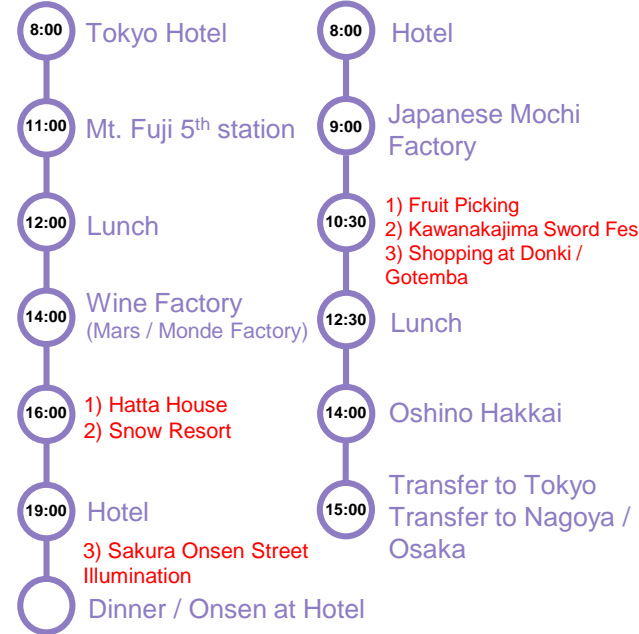 8:00 Tokyo Hotel
11:00 Mt. Fuji 5th station
12:00 Lunch
14:00 Wine Factory
(Mars / Monde Factory)
16:00 1) Hatta House
2) Snow Resort
19:00 Hotel
3) Sakura Onsen Street
Illumination
Dinner / Onsen at Hotel
8:00 Hotel
9:00 Japanese Mochi
Factory
10:30 1) Fruit Picking
2) Kawanakajima Sword Fes
3) Shopping at Donki /
Gotemba
12:30 Lunch
14:00 Oshino Hakkai
15:00 Transfer to Tokyo
Transfer to Nagoya /
Osaka